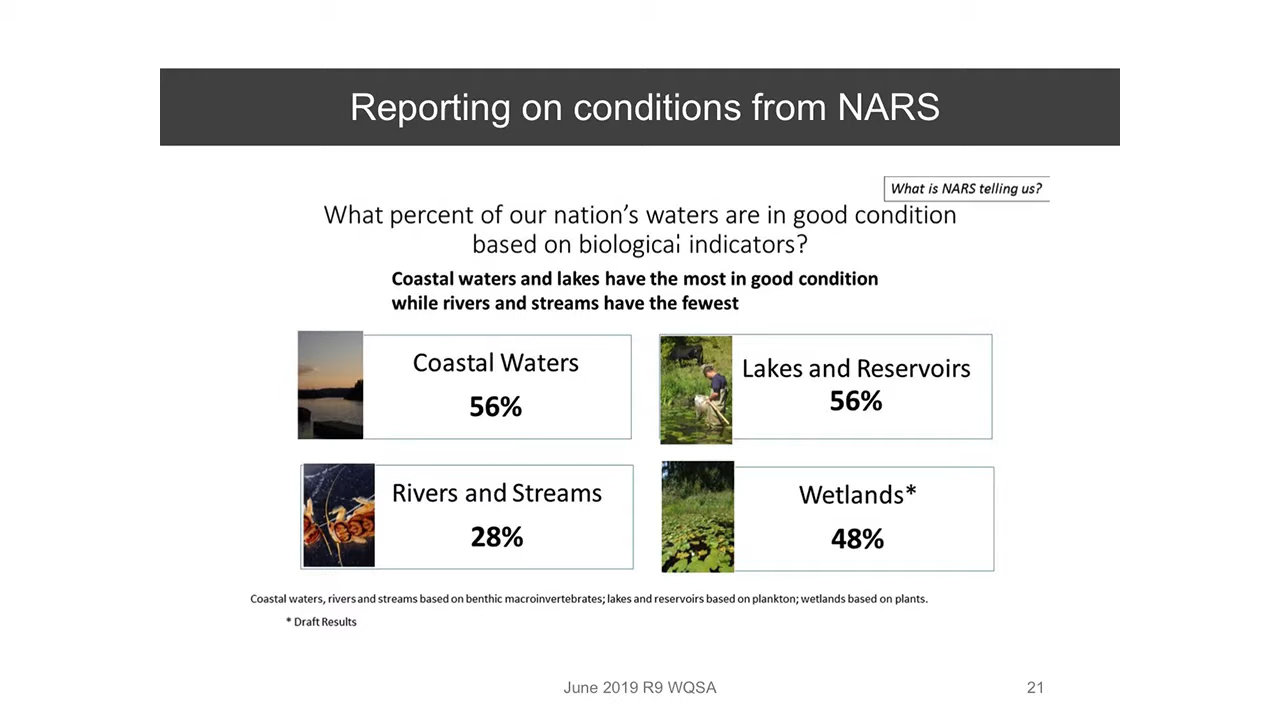 Reporting on conditions from NARS
What is NARS telling us?
What percent of our nation's waters are in good condition
based on biological indicators?
Coastal waters and lakes have the most in good condition
while rivers and streams have the fewest
Coastal Waters
56%
Lakes and Reservoirs
56%
Rivers and Streams
28%
Wetlands*
48%
Coastal waters, rivers and streams based on benthic macroinvertebrates; lakes and reservoirs based on plankton; wetlands based on plants.
* Draft Results
June 2019 R9 WQSA
21